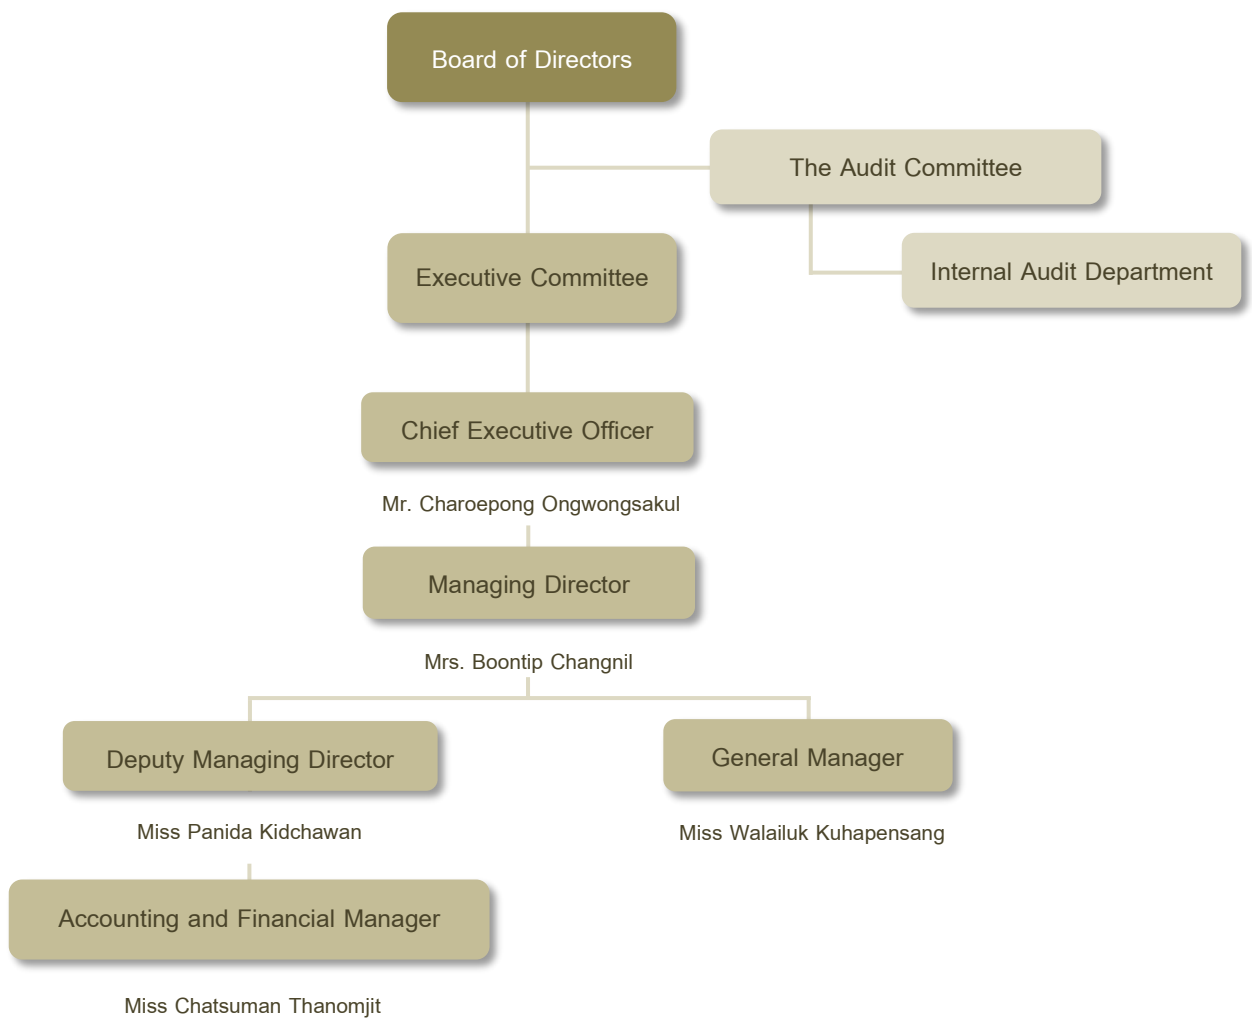 Board of Directors
The Audit Committee
Internal Audit Department
Executive Committee
Chief Executive Officer
Mr. Charoepong Ongwongsakul
Managing Director
Mrs. Boontip Changnil
Deputy Managing Director
General Manager
Miss Panida Kidchawan
Miss Walailuk Kuhapensang
Accounting and Financial Manager
Miss Chatsuman Thanomjit